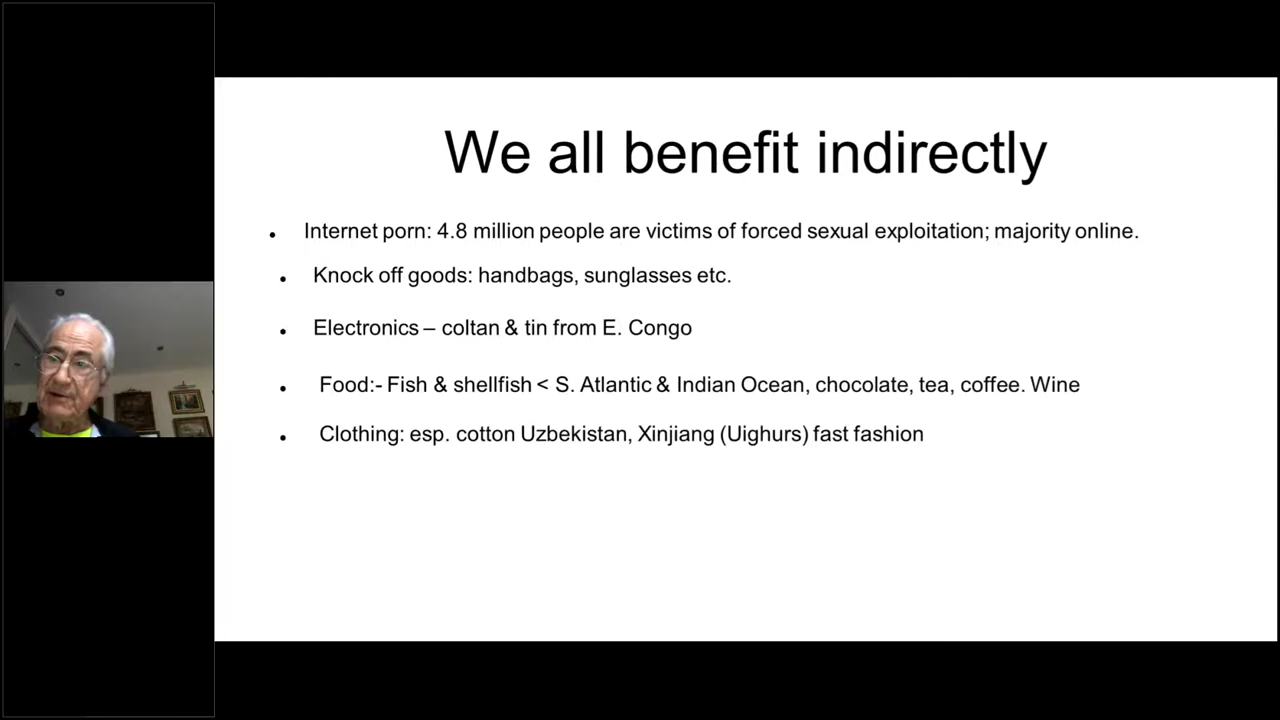 We all benefit indirectly
• Internet porn: 4.8 million people are victims of forced sexual exploitation; majority online.
• Knock off goods: handbags, sunglasses etc.
• Electronics – coltan & tin from E. Congo
• Food:- Fish & shellfish < S. Atlantic & Indian Ocean, chocolate, tea, coffee. Wine
• Clothing: esp. cotton Uzbekistan, Xinjiang (Uighurs) fast fashion